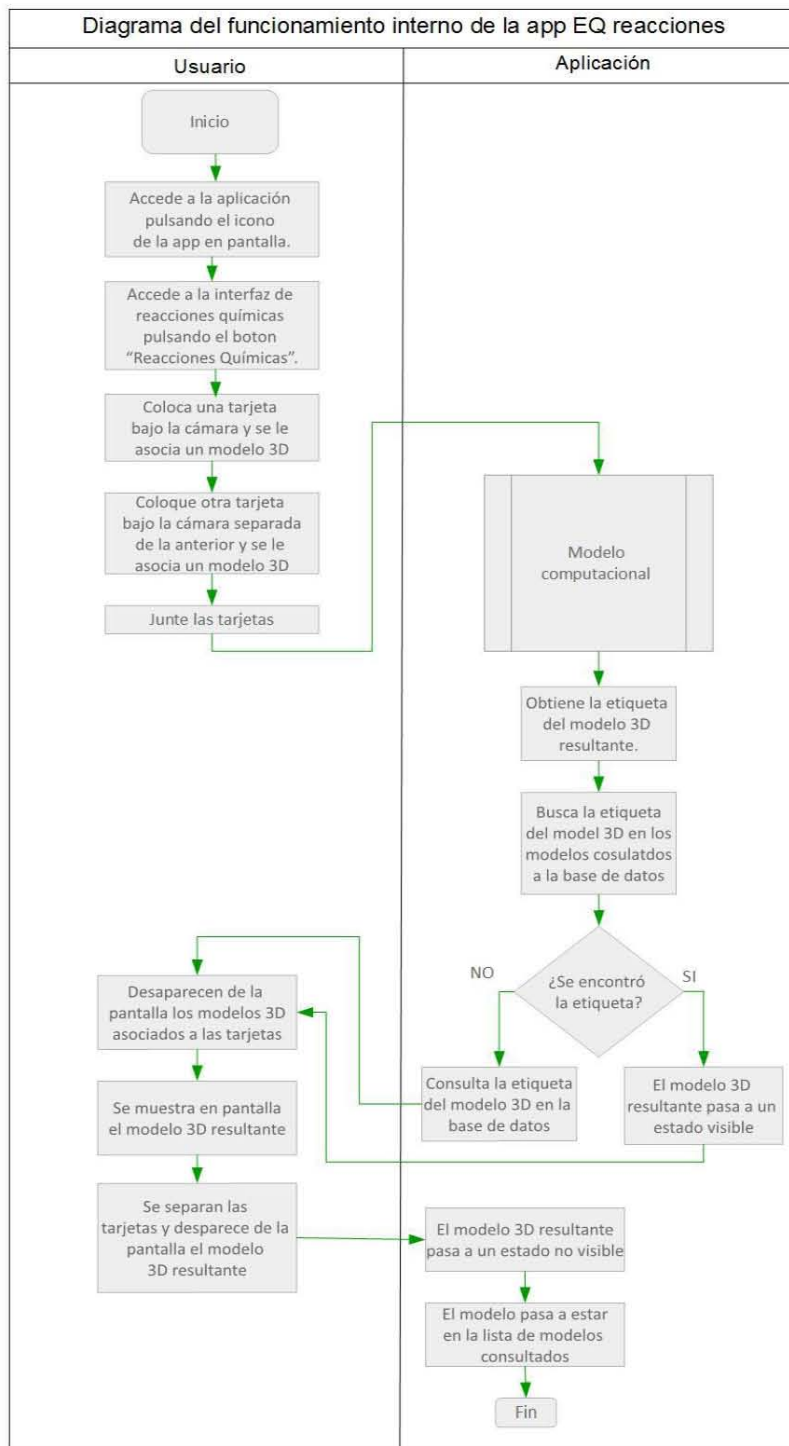 Diagrama del funcionamiento interno de la app EQ reacciones
Usuario
Aplicación
Inicio
Accede a la aplicación
pulsando el icono
de la app en pantalla.
Accede a la interfaz de
reacciones químicas
pulsando el boton
“Reacciones Químicas”.
Coloca una tarjeta
bajo la cámara y se le
asocia un modelo 3D
Coloque otra tarjeta
bajo la cámara separada
de la anterior y se le
asocia un modelo 3D
Junte las tarjetas
Modelo
computacional
Obtiene la etiqueta
del modelo 3D
resultante.
Busca la etiqueta
del model 3D en los
modelos cosulatdos
a la base de datos
¿Se encontró
la etiqueta?
NO
SI
Consulta la etiqueta
del modelo 3D en la
base de datos
El modelo 3D
resultante pasa a un
estado visible
Desaparecen de la
pantalla los modelos 3D
asociados a las tarjetas
Se muestra en pantalla
el modelo 3D resultante
Se separan las
tarjetas y desparece de la
pantalla el modelo
3D resultante
El modelo 3D resultante
pasa a un estado no visible
El modelo pasa a estar
en la lista de modelos
consultados
Fin